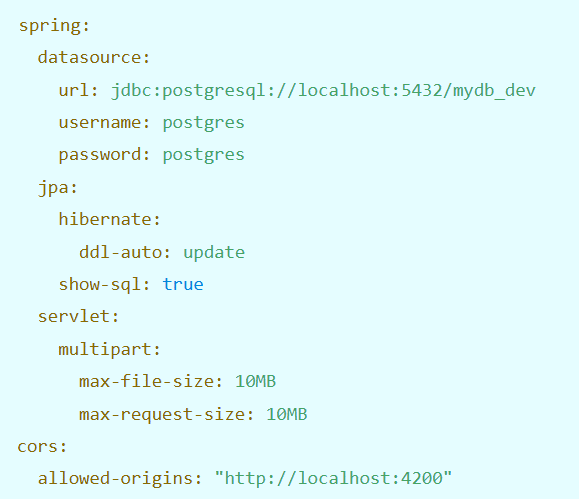 spring:
  datasource:
    url: jdbc:postgresql://localhost:5432/mydb_dev
    username: postgres
    password: postgres
  jpa:
    hibernate:
      ddl-auto: update
    show-sql: true
  servlet:
    multipart:
      max-file-size: 10MB
      max-request-size: 10MB
cors:
  allowed-origins: "http://localhost:4200"